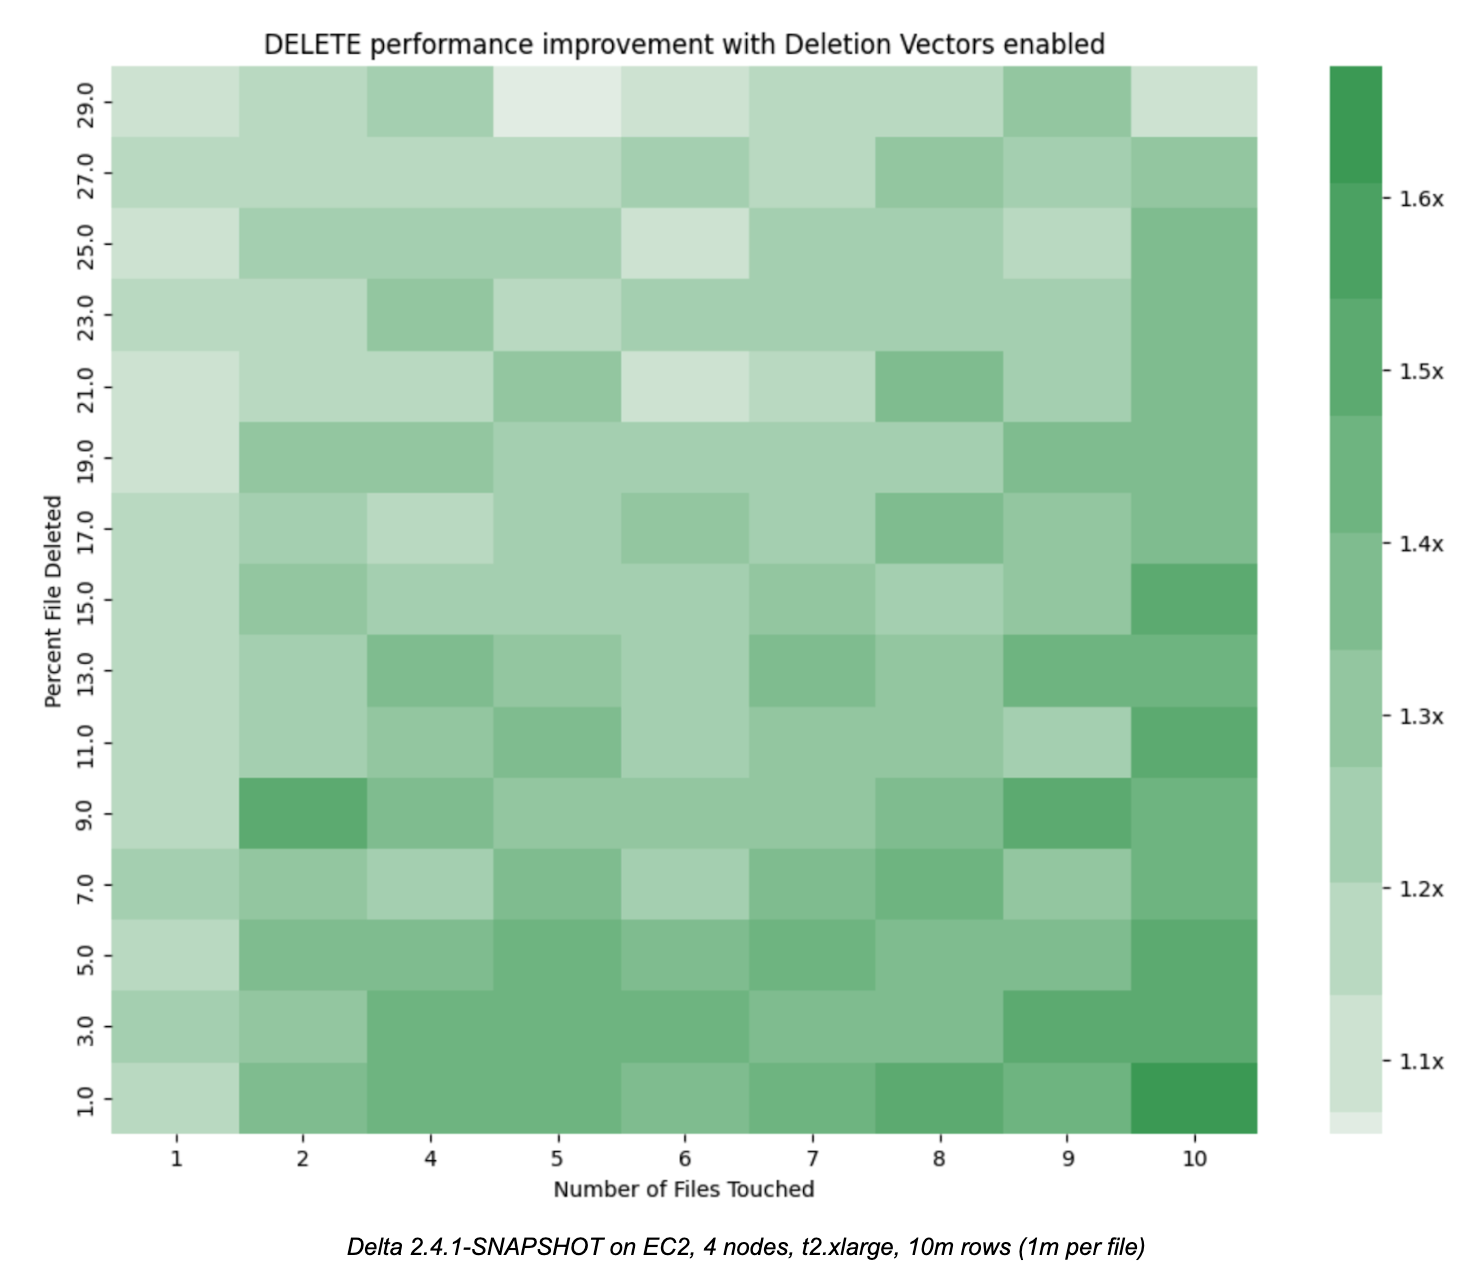 DELETE performance improvement with Deletion Vectors enabled
Percent File Deleted
29.0
27.0
25.0
23.0
21.0
19.0
17.0
15.0
13.0
11.0
9.0
7.0
5.0
3.0
1.0
1 2 4 5 6 7 8 9 10
Number of Files Touched
1.6x
1.5x
1.4x
1.3x
1.2x
1.1x
Delta 2.4.1-SNAPSHOT on EC2, 4 nodes, t2.xlarge, 10m rows (1m per file)